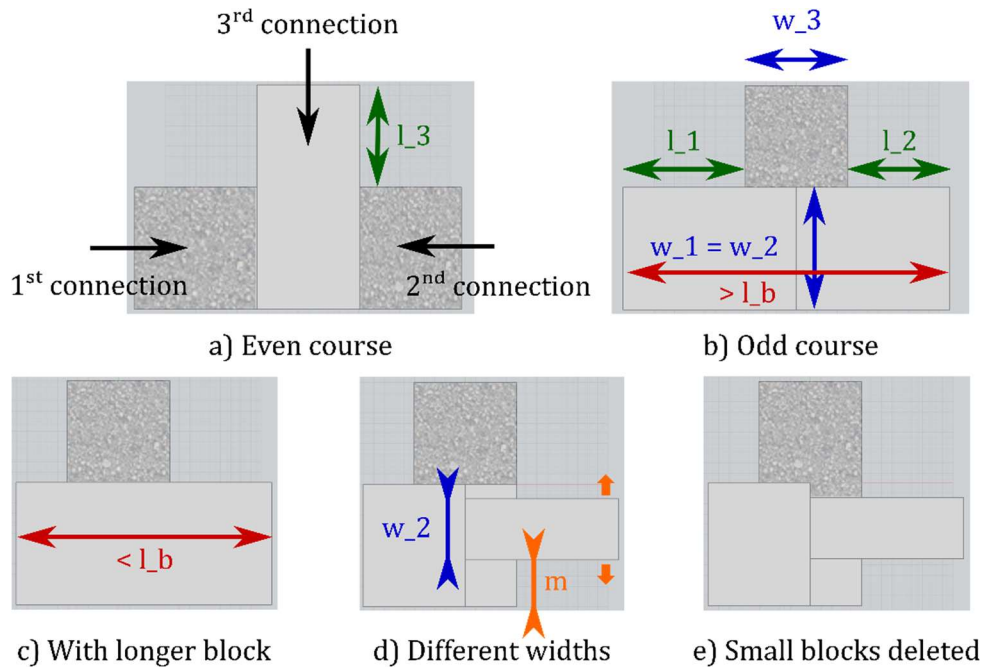 3rd connection
w_3
l_3
l_1
l_2
w_1 = w_2
> l_b
1st connection
2nd connection
a) Even course
b) Odd course
w_2
< l_b
m
c) With longer block
d) Different widths
e) Small blocks deleted